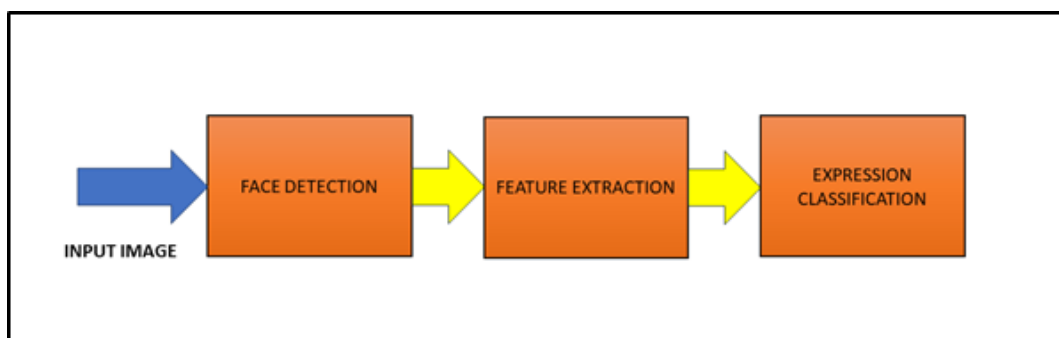 INPUT IMAGE
FACE DETECTION
FEATURE EXTRACTION
EXPRESSION
CLASSIFICATION